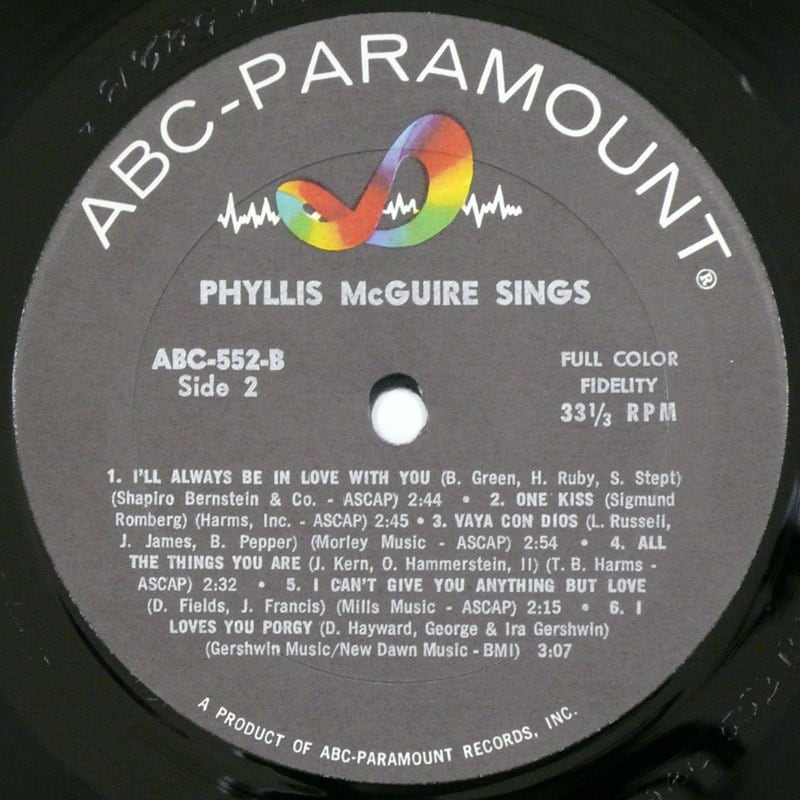 ABC-PARAMOUNT®
PHYLLIS McGUIRE SINGS
ABC-552-B
Side 2
FULL COLOR
FIDELITY
33⅓ RPM
1. I'LL ALWAYS BE IN LOVE WITH YOU (B. Green, H. Ruby, S. Stept)
(Shapiro Bernstein & Co. - ASCAP) 2:44 • 2. ONE KISS (Sigmund
Romberg) (Harms, Inc. - ASCAP) 2:45 • 3. VAYA CON DIOS (L. Russell,
J. James, B. Pepper) (Morley Music - ASCAP) 2:54 • 4. ALL
THE THINGS YOU ARE (J. Kern, O. Hammerstein, II) (T. B. Harms -
ASCAP) 2:32 • 5. I CAN'T GIVE YOU ANYTHING BUT LOVE
(D. Fields, J. Francis) (Mills Music - ASCAP) 2:15 • 6. I
LOVES YOU PORGY (D. Hayward, George & Ira Gershwin)
(Gershwin Music/New Dawn Music - BMI) 3:07
A PRODUCT OF ABC-PARAMOUNT RECORDS, INC.